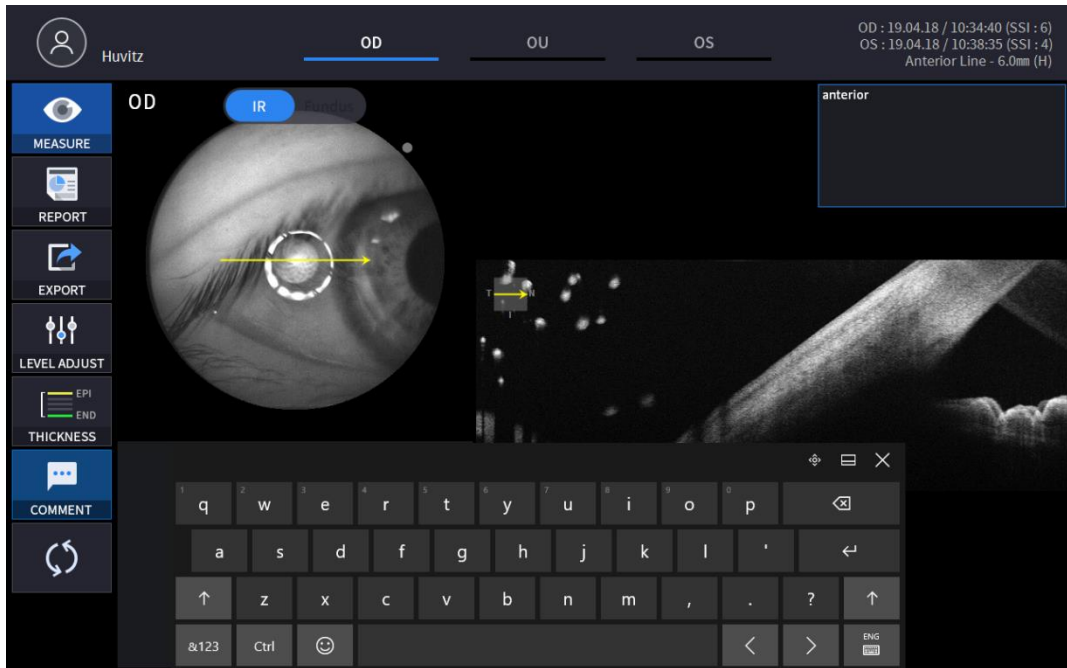 Huvitz
OD
OU
OS
OD : 19.04.18 / 10:34:40 (SSI : 6)
OS : 19.04.18 / 10:38:35 (SSI : 4)
Anterior Line - 6.0mm (H)
MEASURE
REPORT
EXPORT
LEVEL ADJUST
EPI
END
THICKNESS
COMMENT
OD
IR
Fundus
anterior
T
N
I
1 2 3 4 5 6 7 8 9 0
q w e r t y u i o p
a s d f g h j k l '
z x c v b n m , . ?
&123 Ctrl
ENG